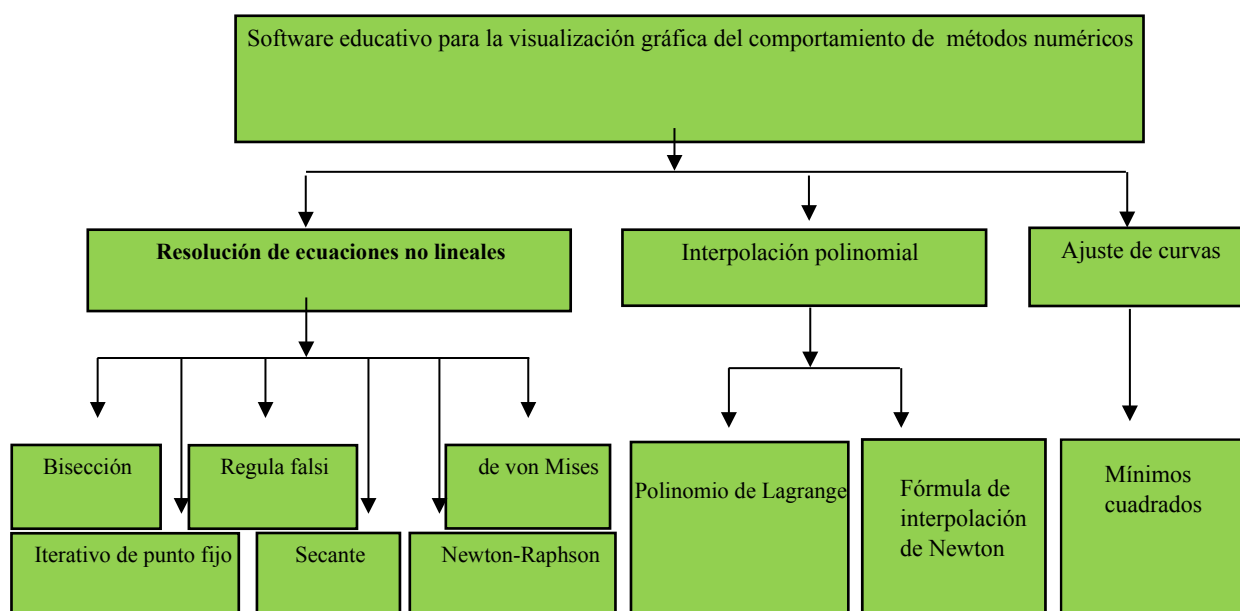 Software educativo para la visualización gráfica del comportamiento de métodos numéricos
Resolución de ecuaciones no lineales
Interpolación polinomial
Ajuste de curvas
Bisección
Regula falsi
de von Mises
Iterativo de punto fijo
Secante
Newton-Raphson
Polinomio de Lagrange
Fórmula de
interpolación
de Newton
Mínimos
cuadrados